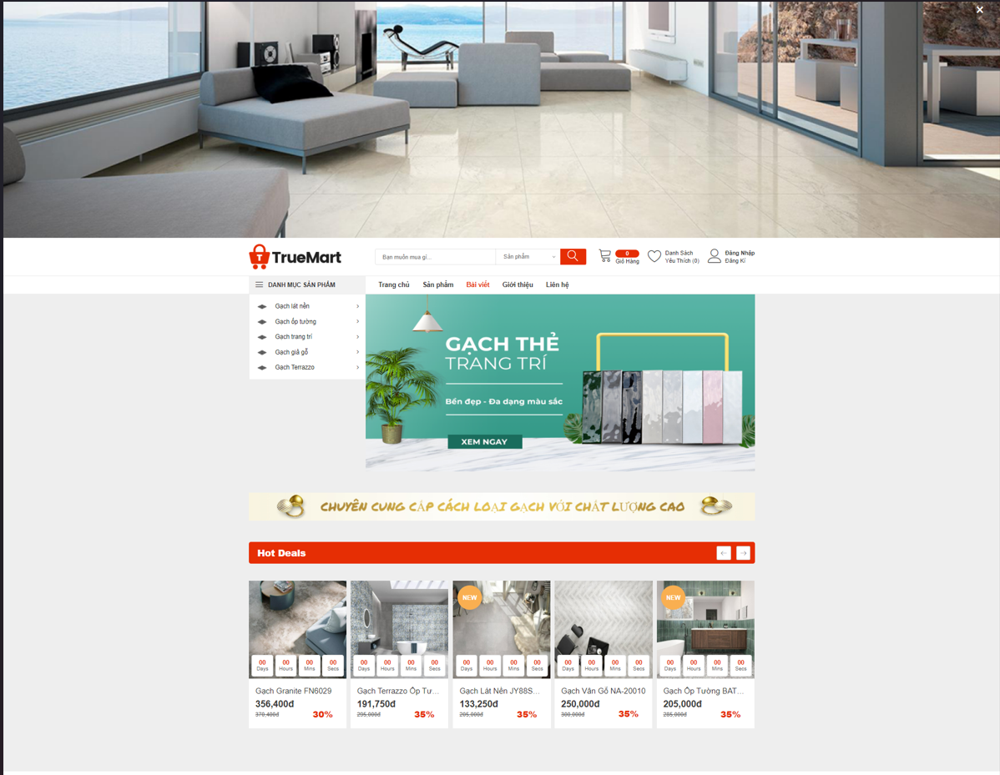 TrueMart
Bạn muốn mua gì...
Sản phẩm
0
Giỏ Hàng
Danh Sách
Yêu Thích (0)
Đăng Nhập
Đăng Kí
DANH MỤC SẢN PHẨM
Trang chủ Sản phẩm Bài viết Giới thiệu Liên hệ
Gạch lát nền
Gạch ốp tường
Gạch trang trí
Gạch giả gỗ
Gạch Terrazzo
GẠCH THẺ
TRANG TRÍ
Bền đẹp - Đa dạng màu sắc
XEM NGAY
CHUYÊN CUNG CẤP CÁCH LOẠI GẠCH VỚI CHẤT LƯỢNG CAO
Hot Deals
00 00 00 00
Days Hours Mins Secs
Gạch Granite FN6029
356,400đ
370,400đ 30%
00 00 00 00
Days Hours Mins Secs
Gạch Terrazzo Ốp Tư...
191,750đ
295,000đ 35%
NEW
00 00 00 00
Days Hours Mins Secs
Gạch Lát Nền JY88S...
133,250đ
205,000đ 35%
00 00 00 00
Days Hours Mins Secs
Gạch Vân Gỗ NA-20010
250,000đ
380,000đ 35%
NEW
00 00 00 00
Days Hours Mins Secs
Gạch Ốp Tường BAT...
205,000đ
285,000đ 35%